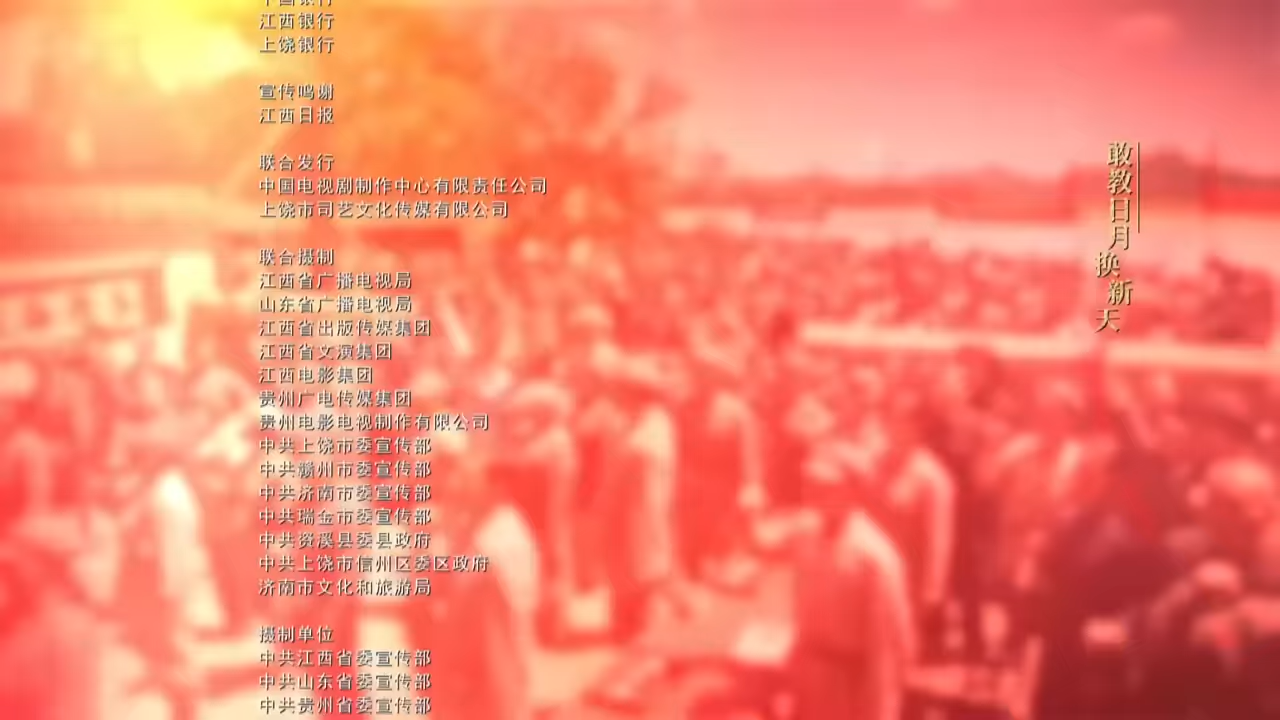 中国银行
江西银行
上饶银行
宣传鸣谢
江西日报
联合发行
中国电视剧制作中心有限责任公司
上饶市司艺文化传媒有限公司
联合摄制
江西省广播电视局
山东省广播电视局
江西省出版传媒集团
江西省文演集团
江西电影集团
贵州广电传媒集团
贵州电影电视制作有限公司
中共上饶市委宣传部
中共赣州市委宣传部
中共济南市委宣传部
中共瑞金市委宣传部
中共资溪县委县政府
中共上饶市信州区委区政府
济南市文化和旅游局
摄制单位
中共江西省委宣传部
中共山东省委宣传部
中共贵州省委宣传部
敢教日月换新天